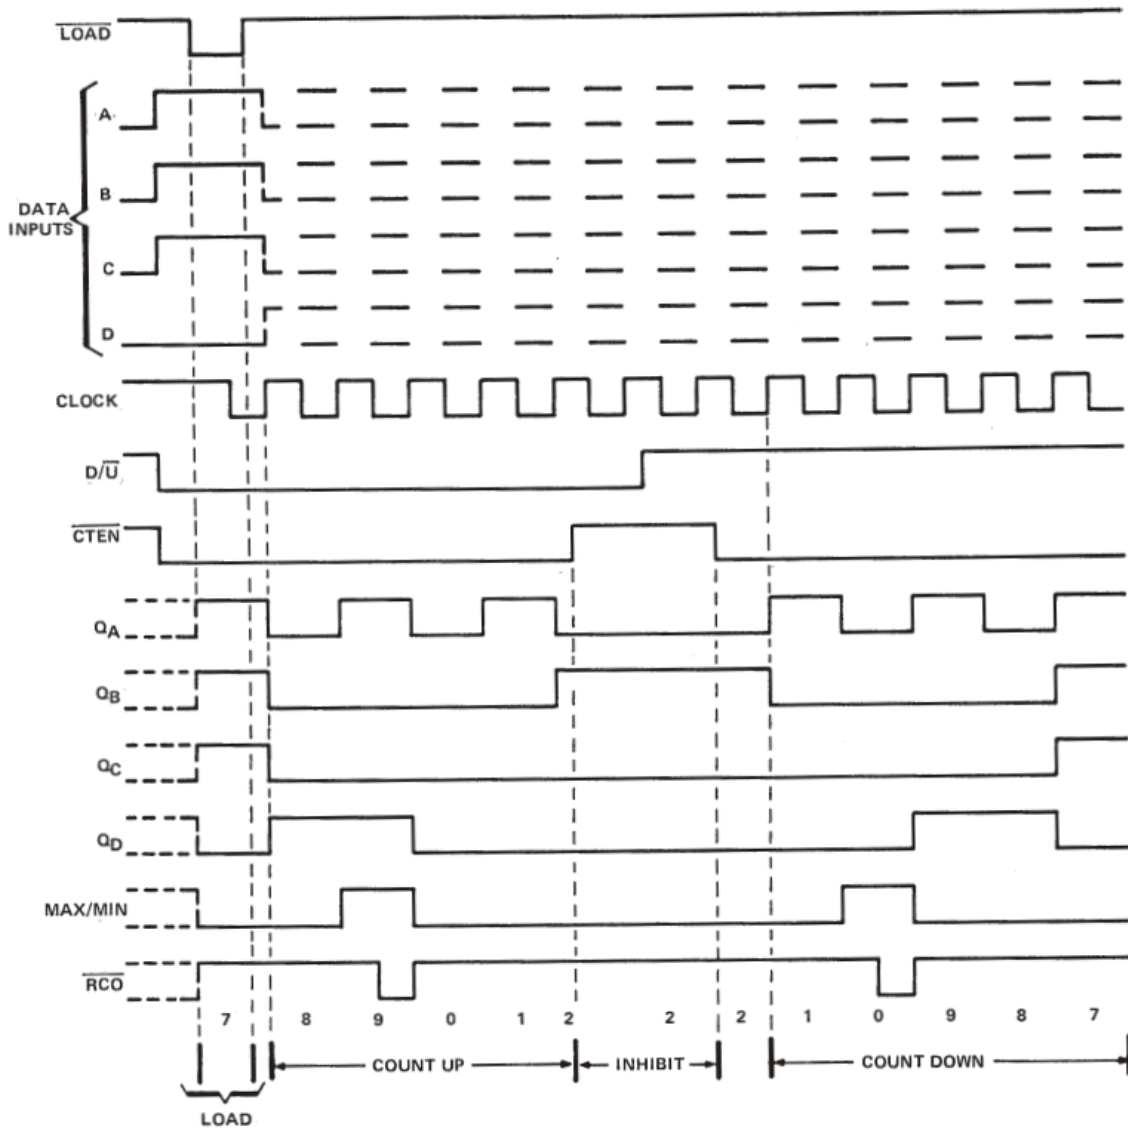 LOAD
A
B
DATA
INPUTS
C
D
CLOCK
D/U
CTEN
QA
QB
QC
QD
MAX/MIN
RCO
7 8 9 0 1 2 2 2 1 0 9 8 7
COUNT UP INHIBIT COUNT DOWN
LOAD